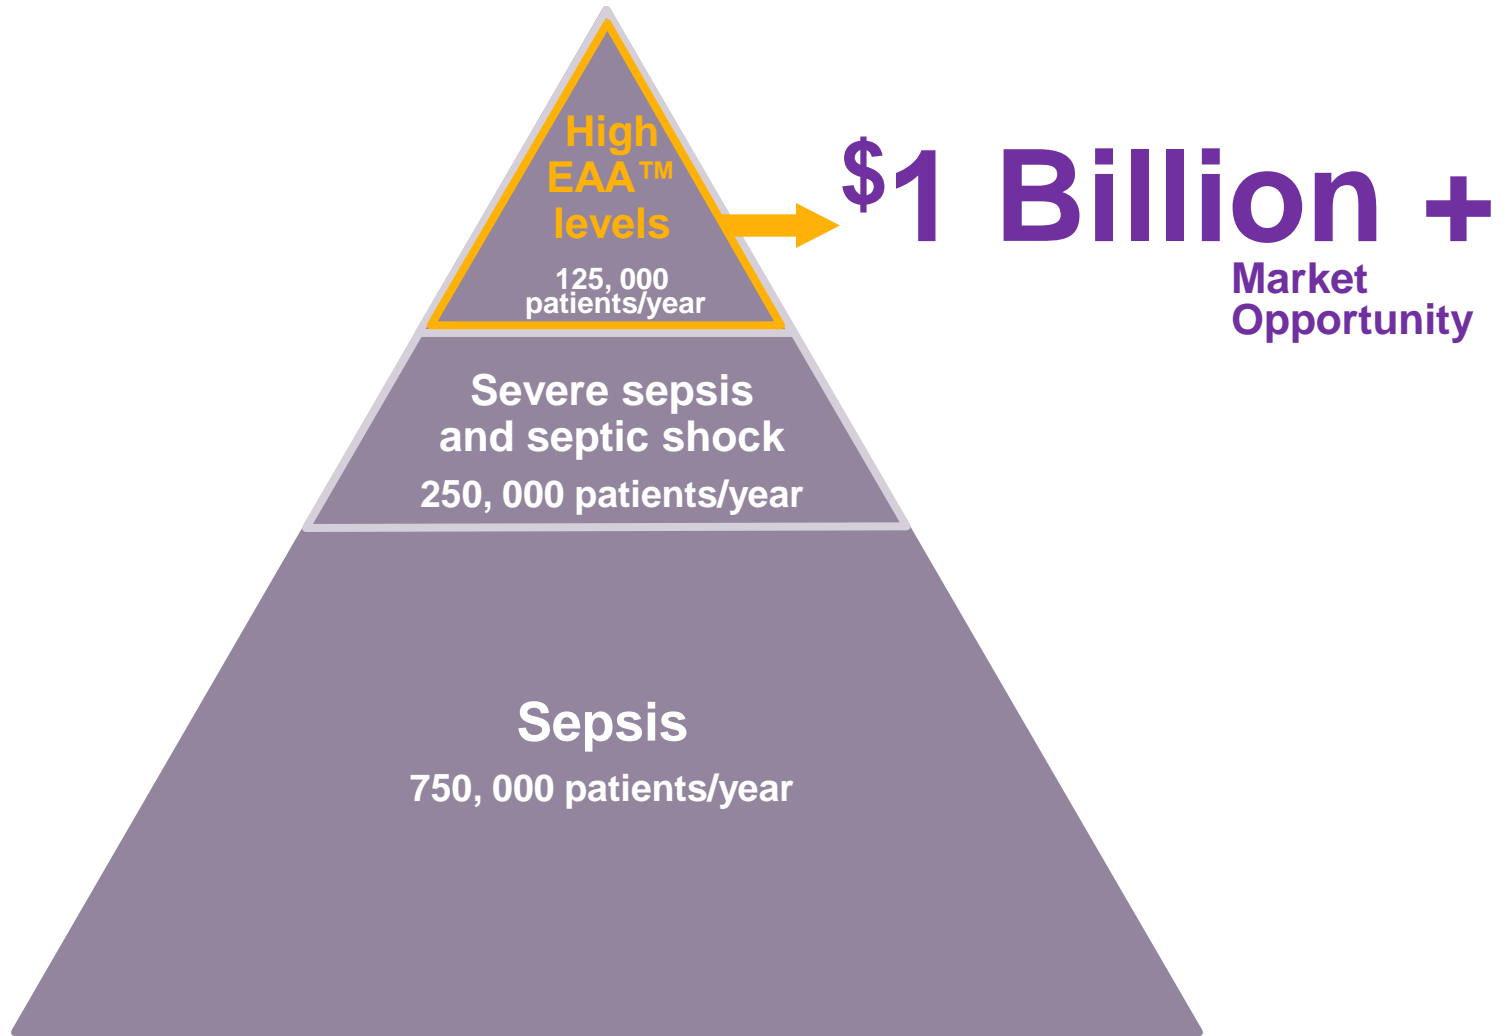 High
EAA™
levels
125, 000
patients/year
$1 Billion +
Market
Opportunity
Severe sepsis
and septic shock
250, 000 patients/year
Sepsis
750, 000 patients/year